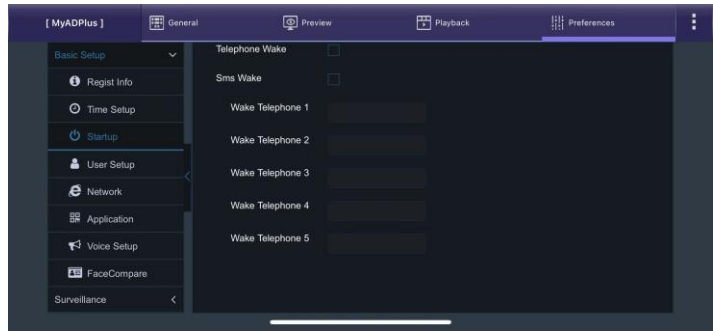 [ MyADPlus ] General Preview Playback Preferences
Basic Setup
Regist Info
Time Setup
Startup
User Setup
Network
Application
Voice Setup
FaceCompare
Surveillance
Telephone Wake
Sms Wake
Wake Telephone 1
Wake Telephone 2
Wake Telephone 3
Wake Telephone 4
Wake Telephone 5